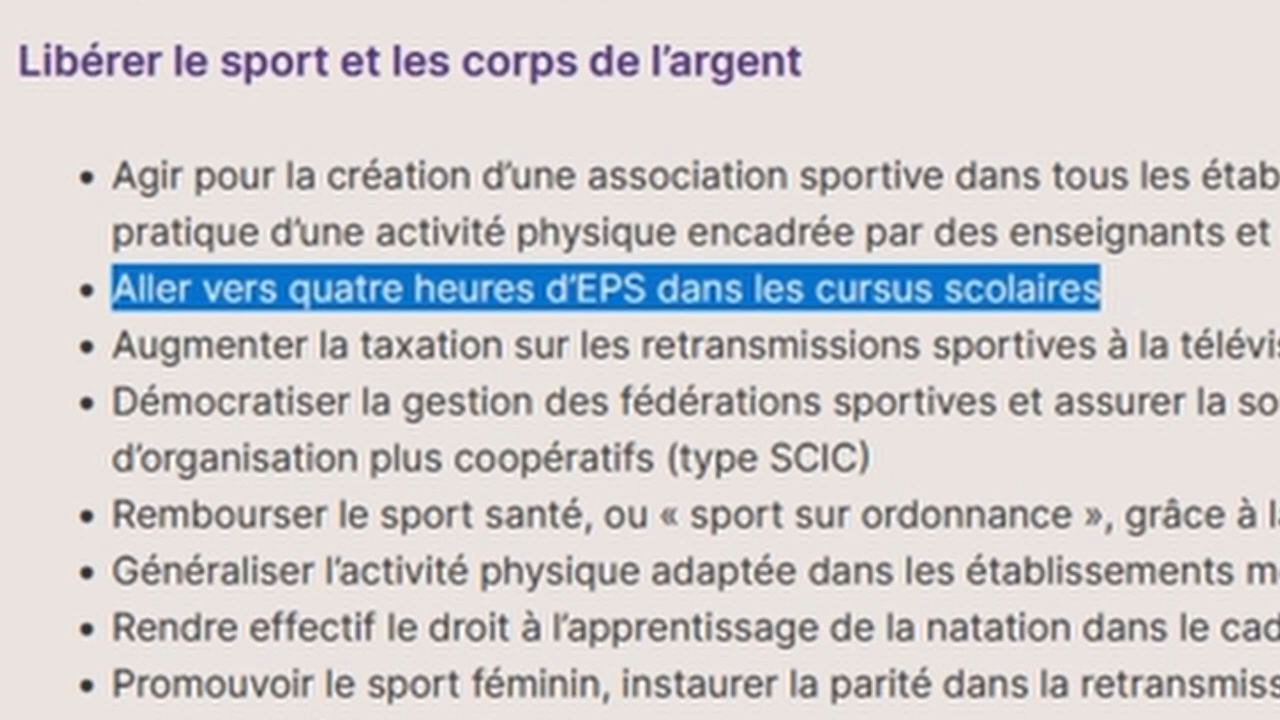 Libérer le sport et les corps de l’argent
• Agir pour la création d’une association sportive dans tous les étab
pratique d’une activité physique encadrée par des enseignants et
• Aller vers quatre heures d’EPS dans les cursus scolaires
• Augmenter la taxation sur les retransmissions sportives à la télévis
• Démocratiser la gestion des fédérations sportives et assurer la so
d’organisation plus coopératifs (type SCIC)
• Rembourser le sport santé, ou « sport sur ordonnance », grâce à l
• Généraliser l’activité physique adaptée dans les établissements m
• Rendre effectif le droit à l’apprentissage de la natation dans le cad
• Promouvoir le sport féminin, instaurer la parité dans la retransmiss